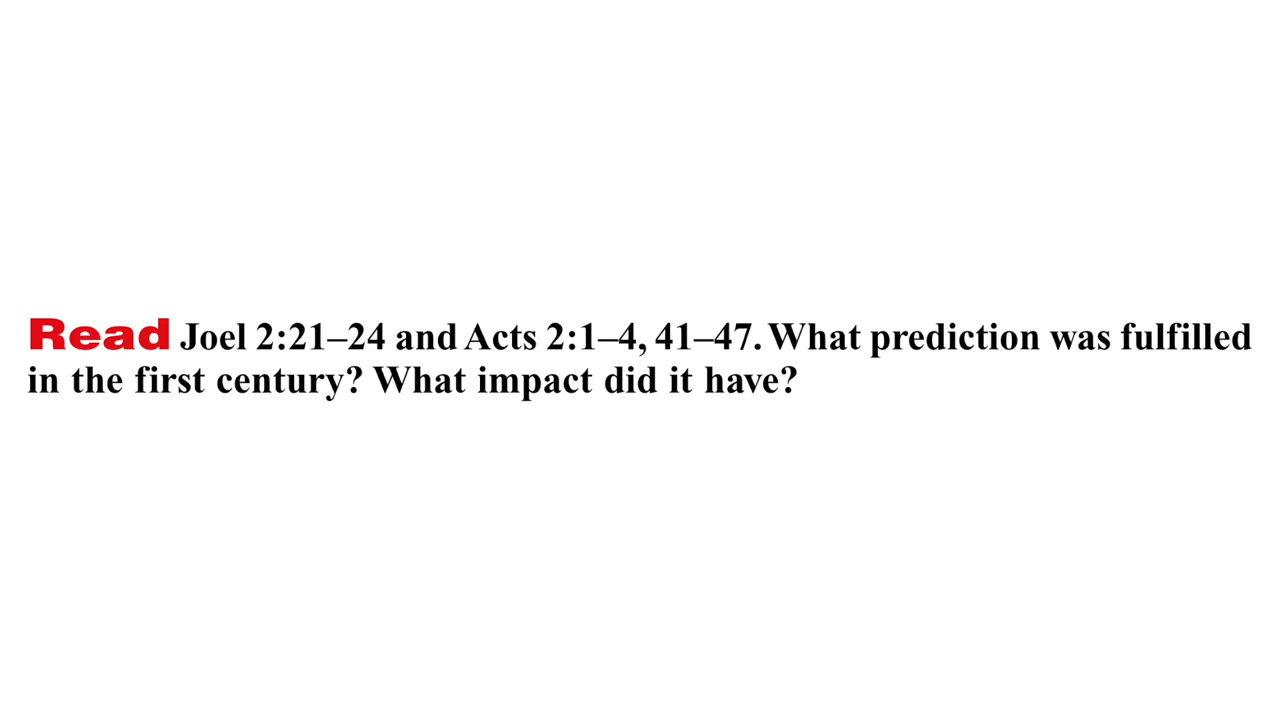 Read Joel 2:21–24 and Acts 2:1–4, 41–47. What prediction was fulfilled
in the first century? What impact did it have?